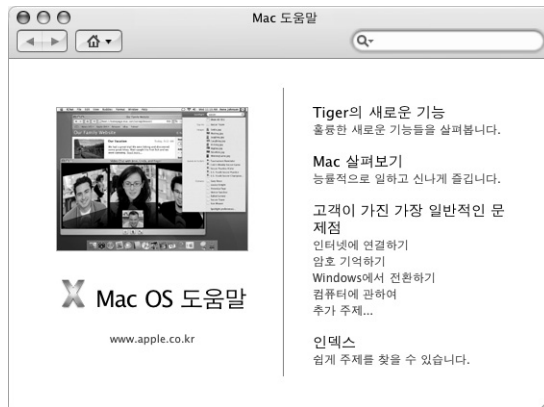 Mac 도움말
Mac OS 도움말
www.apple.co.kr
Tiger의 새로운 기능
훌륭한 새로운 기능들을 살펴봅니다.
Mac 살펴보기
능률적으로 일하고 신나게 즐깁니다.
고객이 가진 가장 일반적인 문
제점
인터넷에 연결하기
암호 기억하기
Windows에서 전환하기
컴퓨터에 관하여
추가 주제...
인덱스
쉽게 주제를 찾을 수 있습니다.